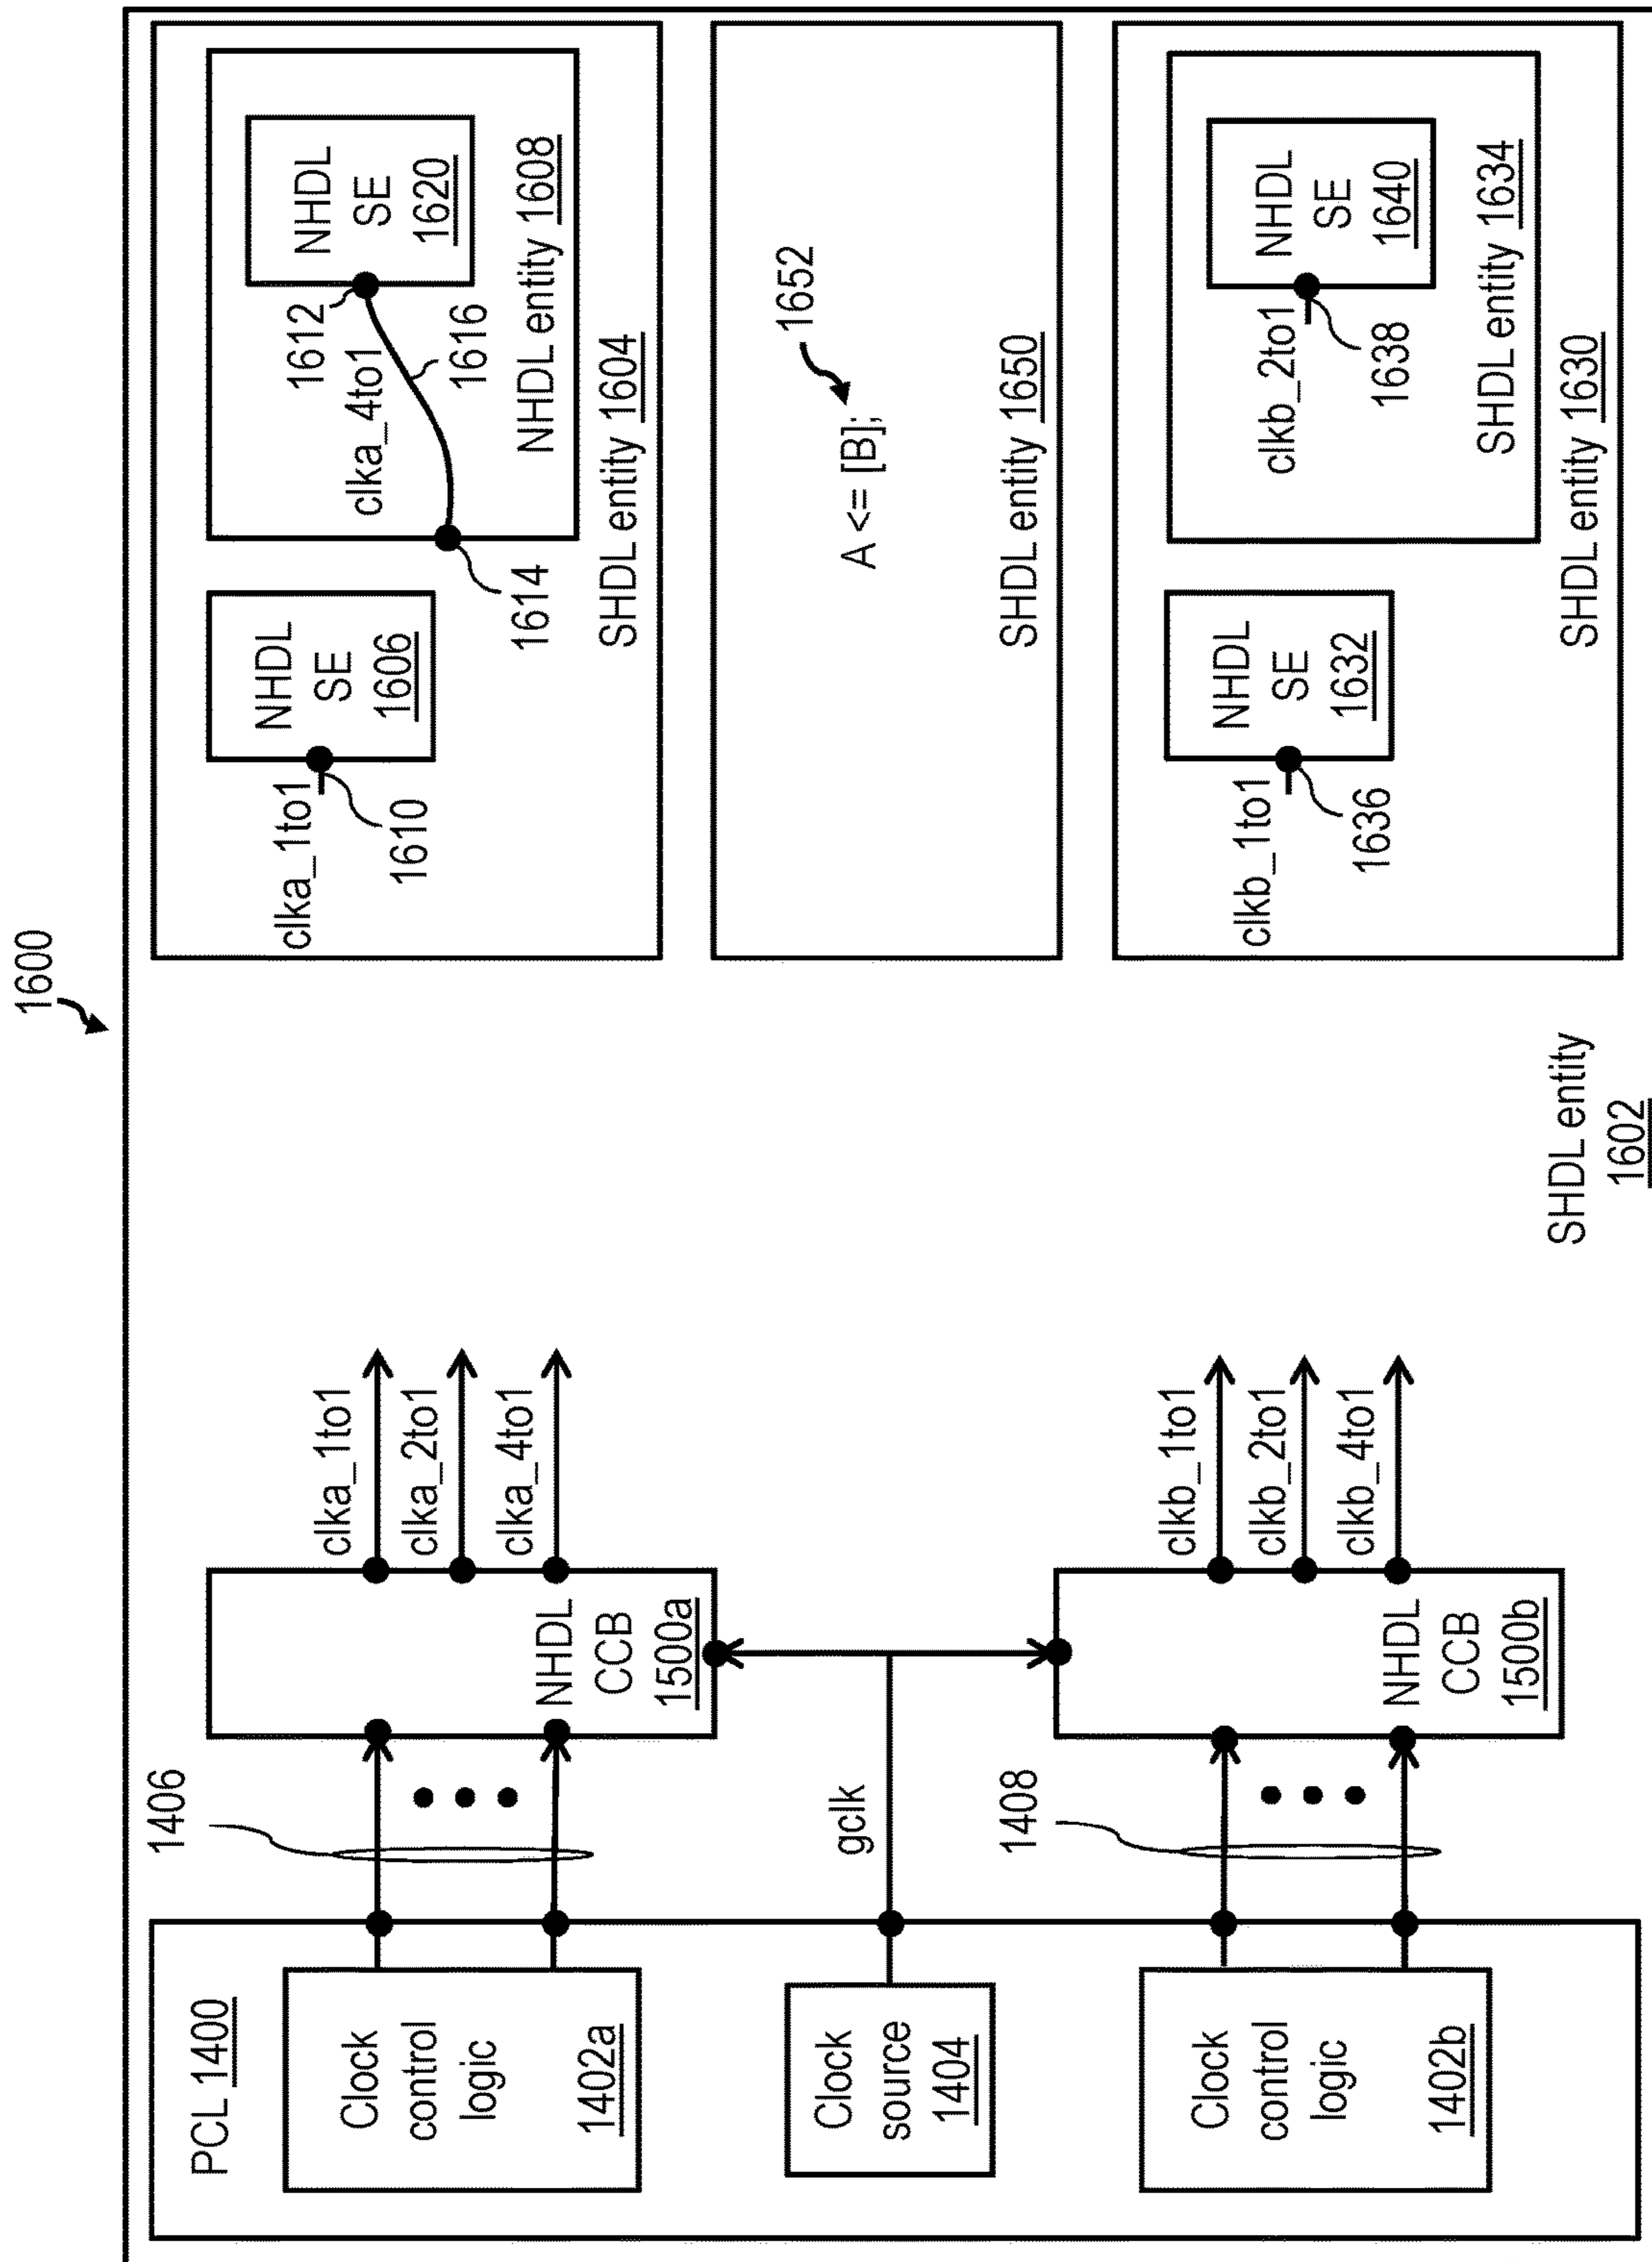 1600
PCL 1400
Clock
control
logic
1402a
Clock
source
1404
Clock
control
logic
1402b
1406
gclk
1408
NHDL
CCB
1500a
NHDL
CCB
1500b
clka_1to1
clka_2to1
clka_4to1
clkb_1to1
clkb_2to1
clkb_4to1
SHDL entity
1602
clka_1to1
1610
NHDL
SE
1606
1614
clka_4to1
1612
1616
NHDL
SE
1620
NHDL entity 1608
SHDL entity 1604
A <= [B];
1652
SHDL entity 1650
clkb_1to1
1636
NHDL
SE
1632
clkb_2to1
1638
NHDL
SE
1640
SHDL entity 1634
SHDL entity 1630